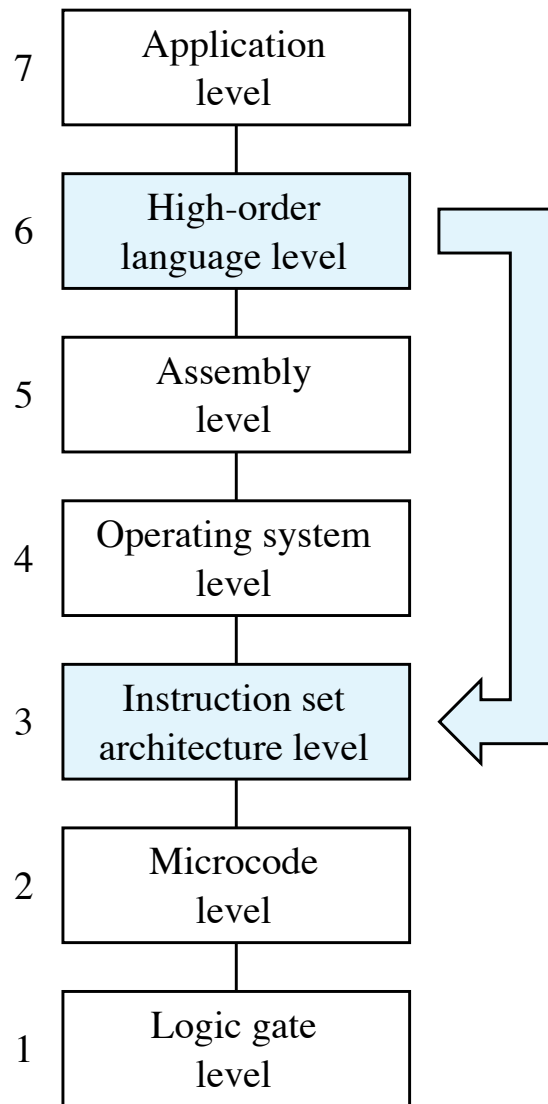 7
Application
level
6
High-order
language level
5
Assembly
level
4
Operating system
level
3
Instruction set
architecture level
2
Microcode
level
1
Logic gate
level